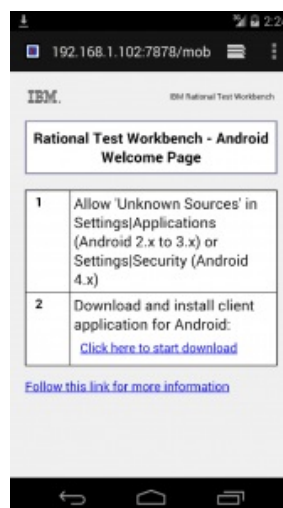 2:24
192.168.1.102:7878/mob
IBM.
IBM Rational Test Workbench
Rational Test Workbench - Android
Welcome Page
1
Allow 'Unknown Sources' in
Settings|Applications
(Android 2.x to 3.x) or
Settings|Security (Android
4.x)
2
Download and install client
application for Android:
Click here to start download
Follow this link for more information